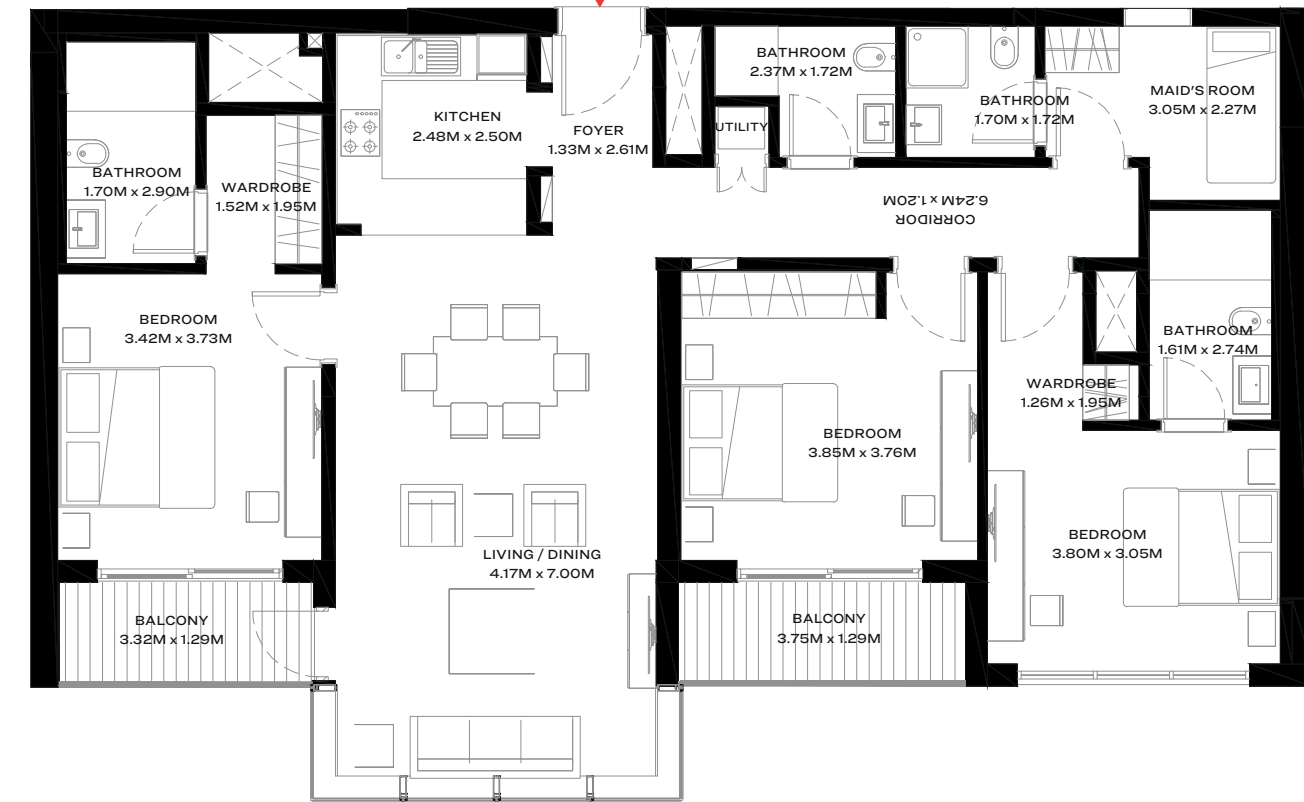 BATHROOM
2.37M x 1.72M
MAID'S ROOM
3.05M x 2.27M
BATHROOM
1.70M x 1.72M
KITCHEN
2.48M x 2.50M
FOYER
1.33M x 2.61M
UTILITY
BATHROOM
1.70M x 2.90M
WARDROBE
1.52M x 1.95M
CORRIDOR
6.24M x 1.20M
BEDROOM
3.42M x 3.73M
BATHROOM
1.61M x 2.74M
WARDROBE
1.26M x 1.95M
BEDROOM
3.85M x 3.76M
BEDROOM
3.80M x 3.05M
LIVING / DINING
4.17M x 7.00M
BALCONY
3.32M x 1.29M
BALCONY
3.75M x 1.29M